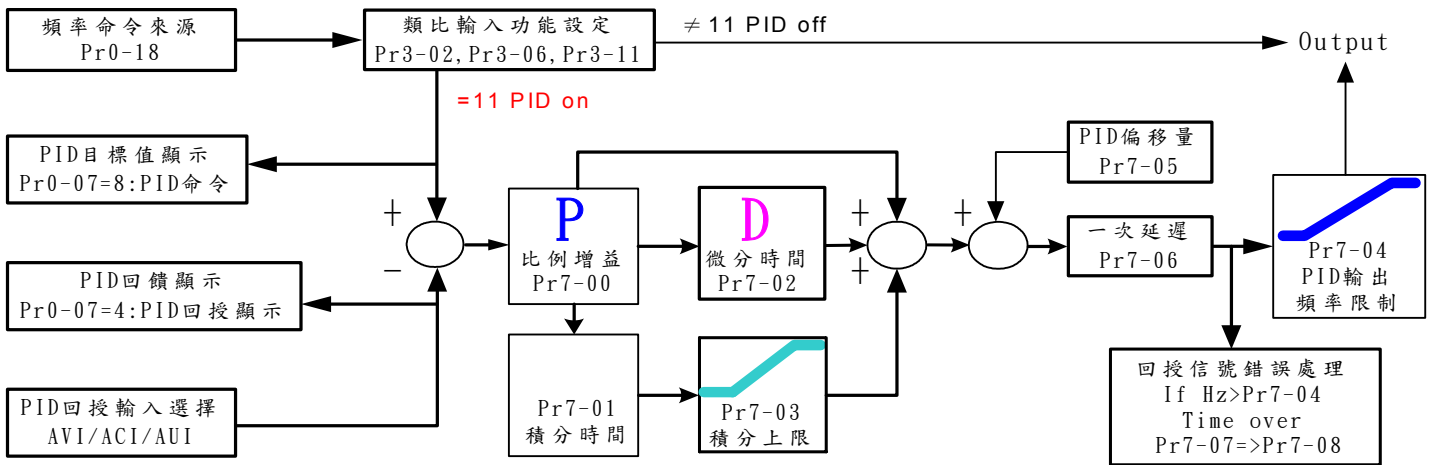 頻率命令來源
Pr0-18
類比輸入功能設定
Pr3-02,Pr3-06,Pr3-11
≠11 PID off
Output
=11 PID on
PID目標值顯示
Pr0-07=8:PID命令
PID偏移量
Pr7-05
+
−
P
比例增益
Pr7-00
D
微分時間
Pr7-02
+
+
+
一次延遲
Pr7-06
Pr7-04
PID輸出
頻率限制
PID回饋顯示
Pr0-07=4:PID回授顯示
PID回授輸入選擇
AVI/ACI/AUI
Pr7-01
積分時間
Pr7-03
積分上限
回授信號錯誤處理
If Hz>Pr7-04
Time over
Pr7-07=>Pr7-08